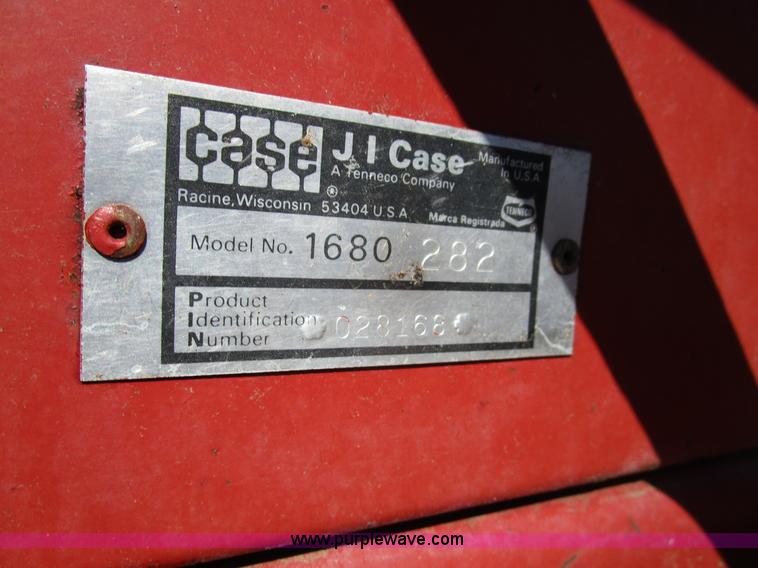 case
J I Case
A Tenneco Company
Manufactured
In U.S.A.
Racine, Wisconsin 53404 U.S.A.
®
Marca Registrada
TENNECO
Model No. 1680 282
Product
Identification
Number
028168
www.purplewave.com